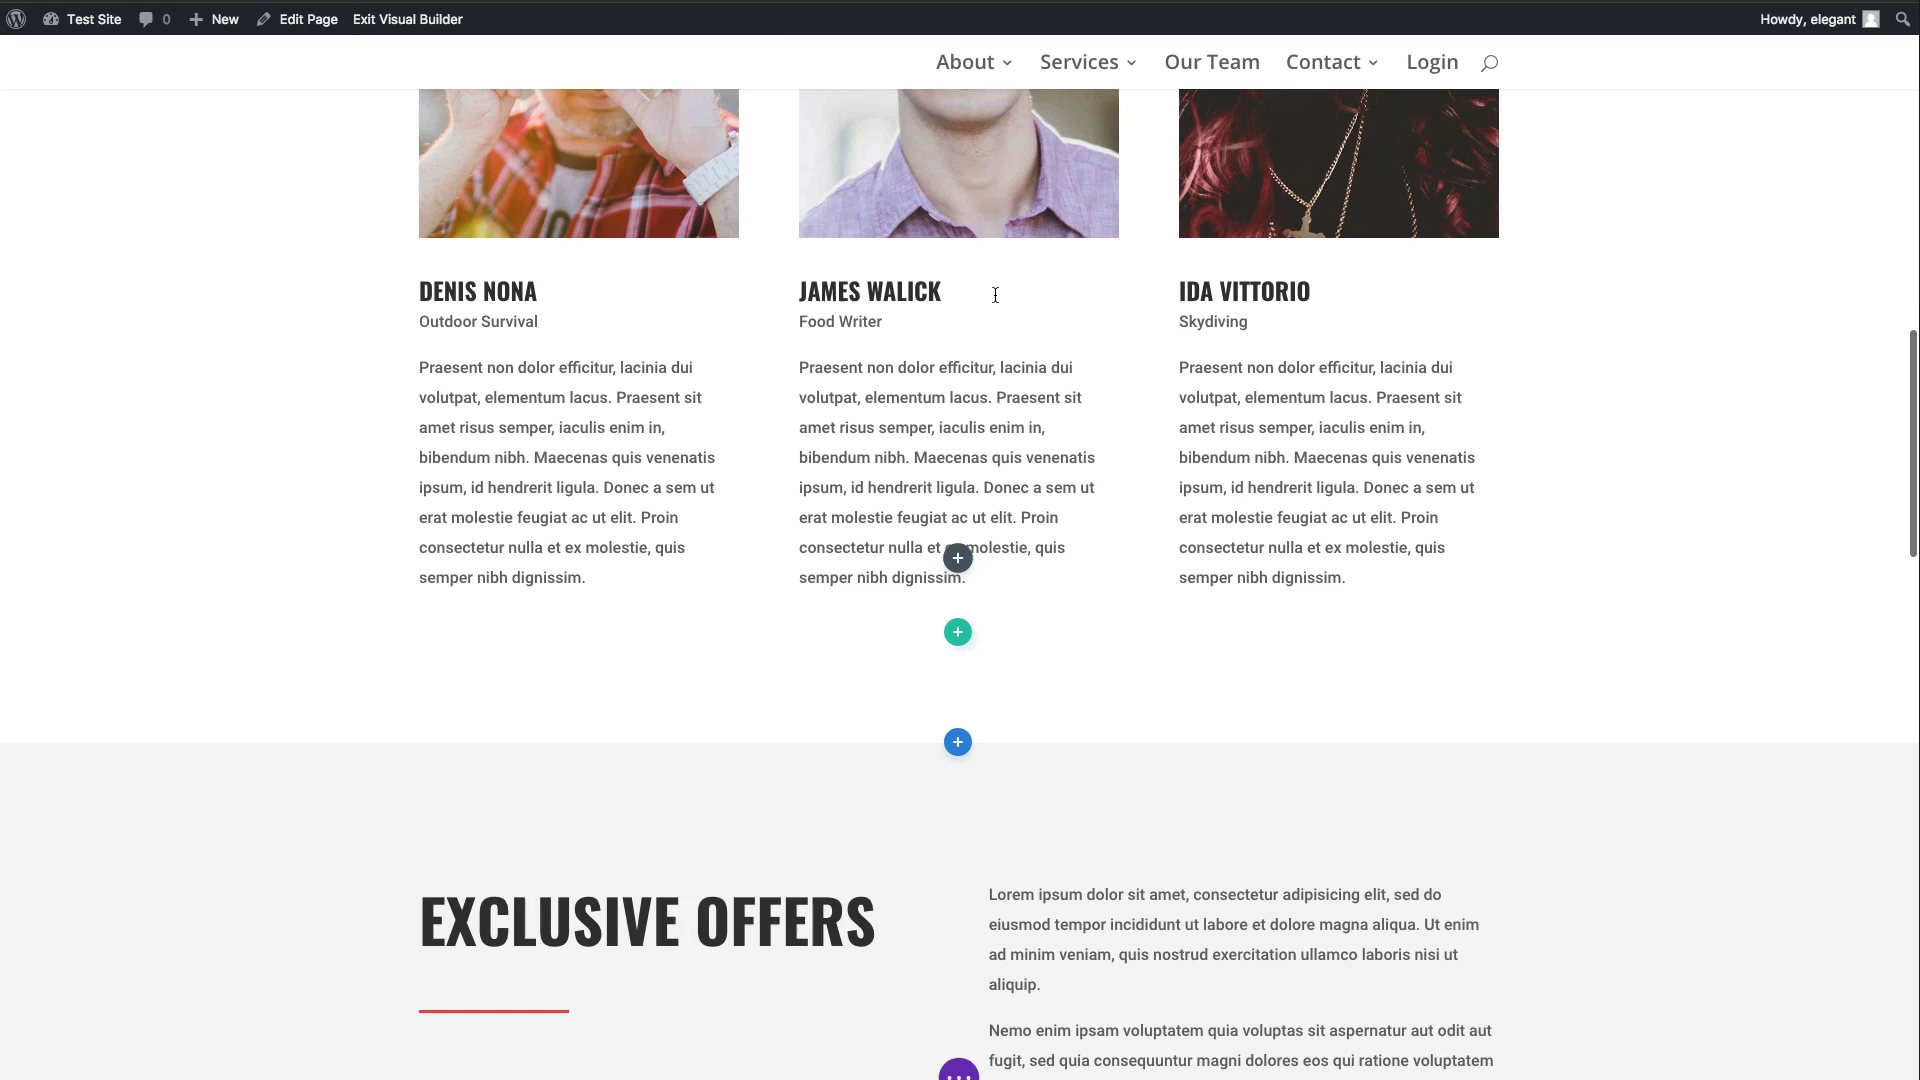 Test Site 0 New Edit Page Exit Visual Builder Howdy, elegant
About Services Our Team Contact Login
DENIS NONA
Outdoor Survival
Praesent non dolor efficitur, lacinia dui
volutpat, elementum lacus. Praesent sit
amet risus semper, iaculis enim in,
bibendum nibh. Maecenas quis venenatis
ipsum, id hendrerit ligula. Donec a sem ut
erat molestie feugiat ac ut elit. Proin
consectetur nulla et ex molestie, quis
semper nibh dignissim.
JAMES WALICK
Food Writer
Praesent non dolor efficitur, lacinia dui
volutpat, elementum lacus. Praesent sit
amet risus semper, iaculis enim in,
bibendum nibh. Maecenas quis venenatis
ipsum, id hendrerit ligula. Donec a sem ut
erat molestie feugiat ac ut elit. Proin
consectetur nulla et molestie, quis
semper nibh dignissim.
IDA VITTORIO
Skydiving
Praesent non dolor efficitur, lacinia dui
volutpat, elementum lacus. Praesent sit
amet risus semper, iaculis enim in,
bibendum nibh. Maecenas quis venenatis
ipsum, id hendrerit ligula. Donec a sem ut
erat molestie feugiat ac ut elit. Proin
consectetur nulla et ex molestie, quis
semper nibh dignissim.
EXCLUSIVE OFFERS
Lorem ipsum dolor sit amet, consectetur adipisicing elit, sed do
eiusmod tempor incididunt ut labore et dolore magna aliqua. Ut enim
ad minim veniam, quis nostrud exercitation ullamco laboris nisi ut
aliquip.
Nemo enim ipsam voluptatem quia voluptas sit aspernatur aut odit aut
fugit, sed quia consequuntur magni dolores eos qui ratione voluptatem